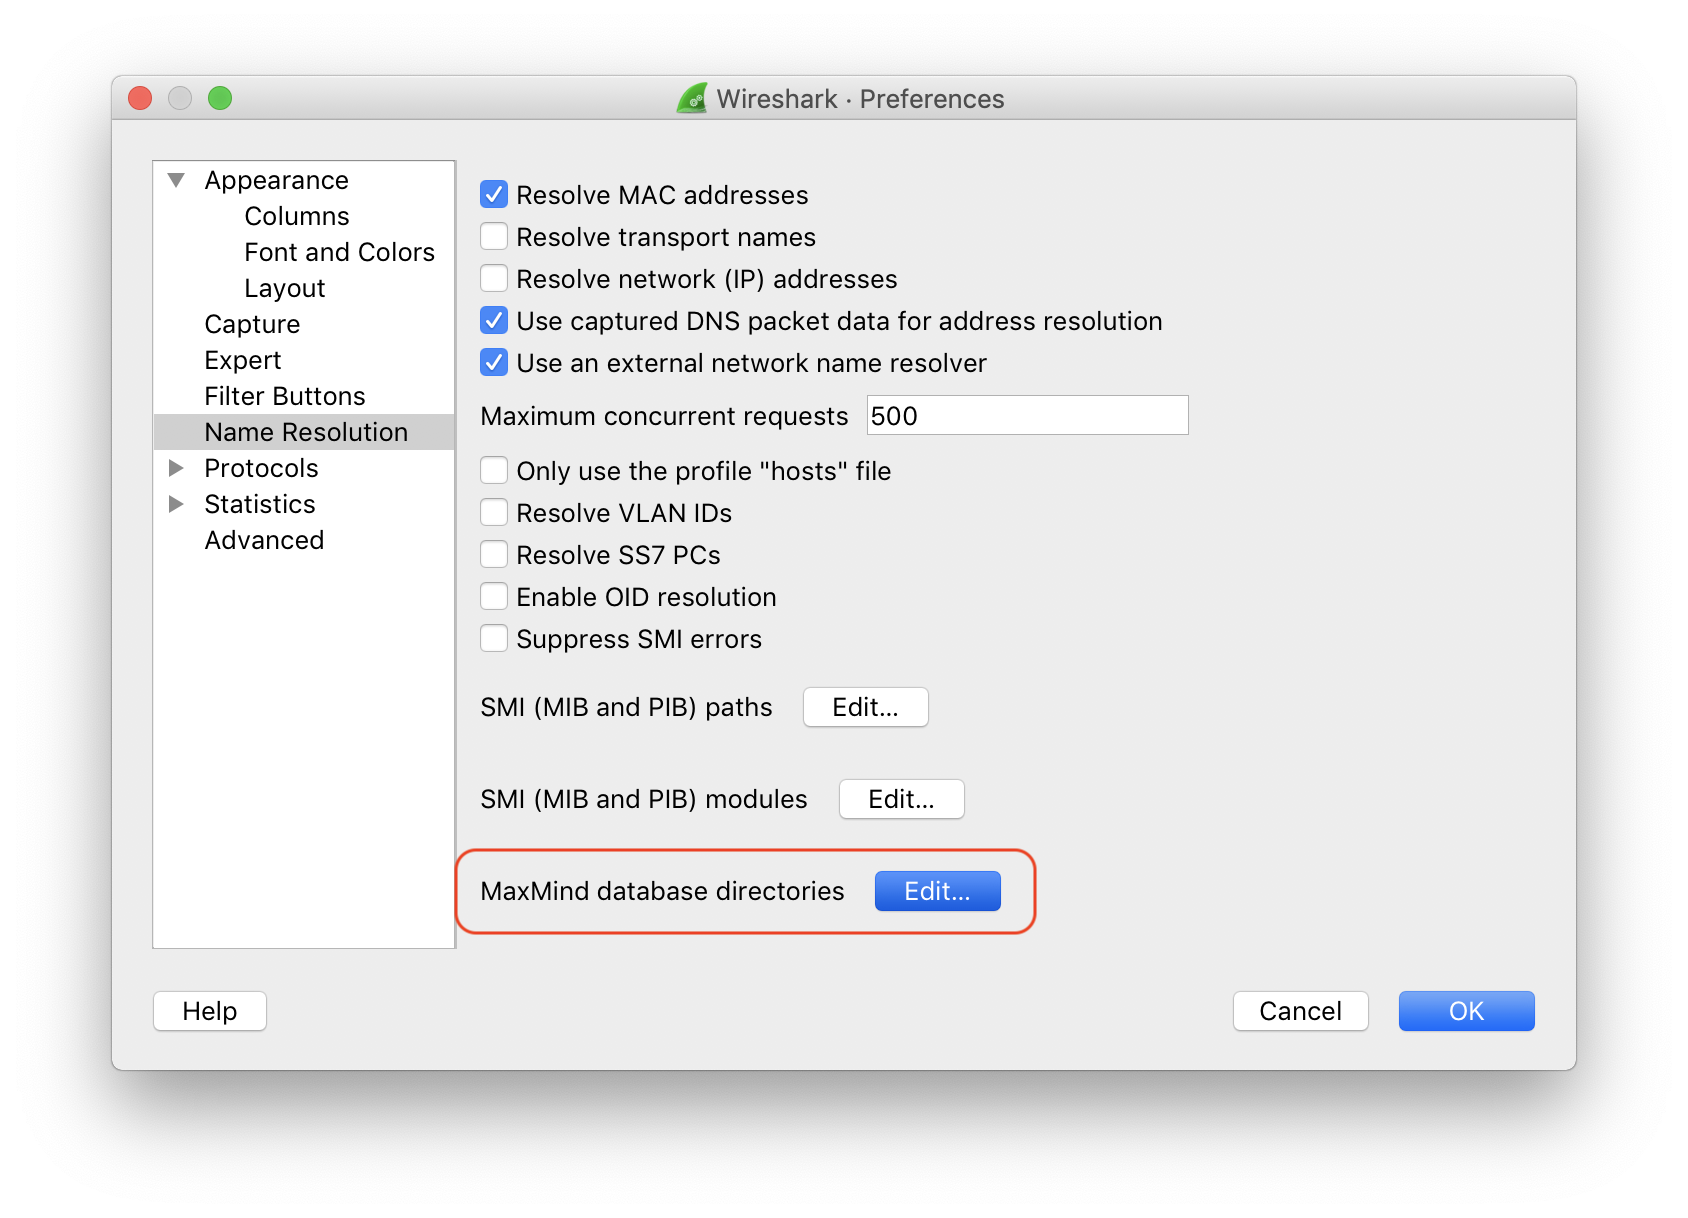 Wireshark · Preferences
Appearance
Columns
Font and Colors
Layout
Capture
Expert
Filter Buttons
Name Resolution
Protocols
Statistics
Advanced
Resolve MAC addresses
Resolve transport names
Resolve network (IP) addresses
Use captured DNS packet data for address resolution
Use an external network name resolver
Maximum concurrent requests 500
Only use the profile "hosts" file
Resolve VLAN IDs
Resolve SS7 PCs
Enable OID resolution
Suppress SMI errors
SMI (MIB and PIB) paths Edit...
SMI (MIB and PIB) modules Edit...
MaxMind database directories Edit...
Help Cancel OK